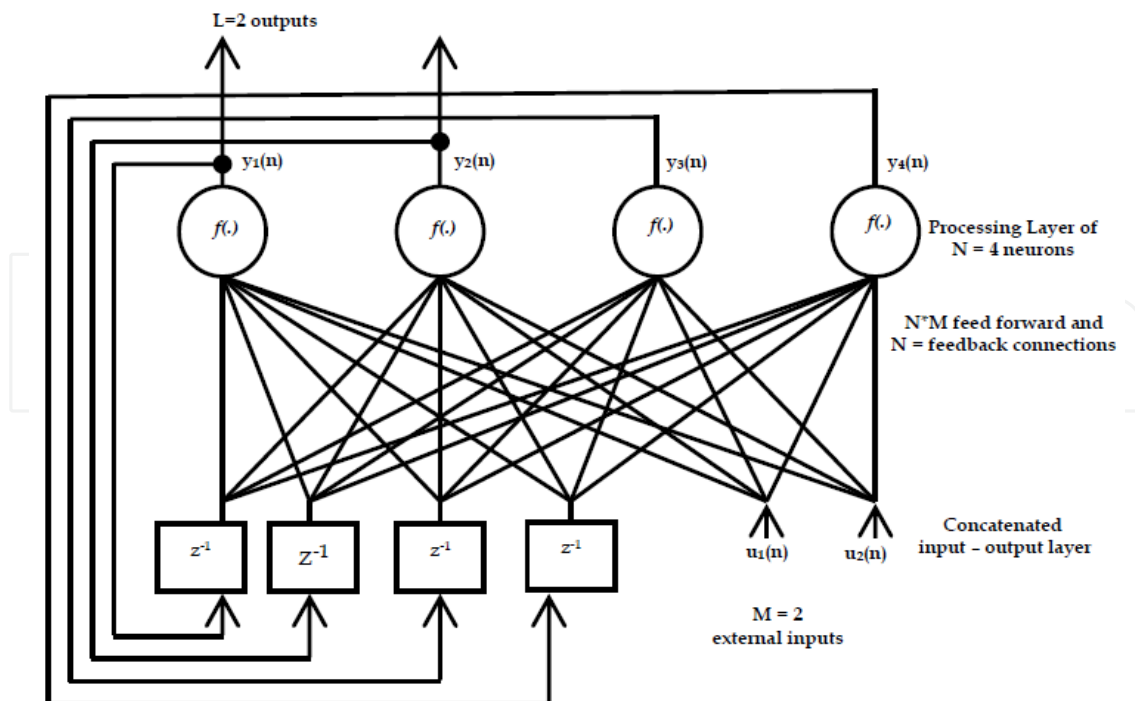 L=2 outputs
y₁(n)
y₂(n)
y₃(n)
y₄(n)
f(.)
f(.)
f(.)
f(.)
Processing Layer of
N = 4 neurons
N*M feed forward and
N = feedback connections
z⁻¹
z⁻¹
z⁻¹
z⁻¹
u₁(n)
u₂(n)
Concatenated
input – output layer
M = 2
external inputs